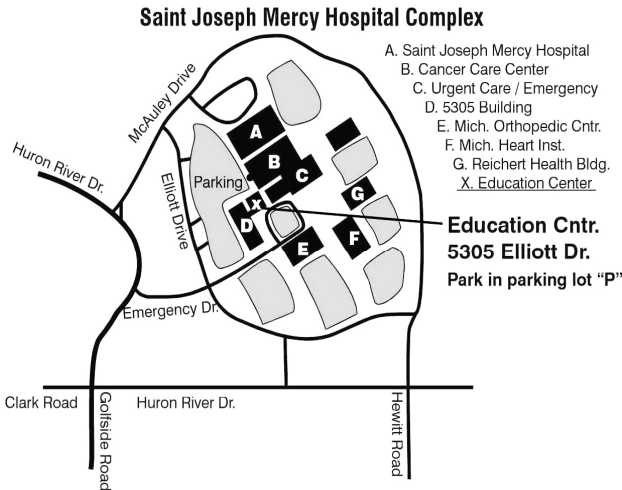 Saint Joseph Mercy Hospital Complex
A. Saint Joseph Mercy Hospital
B. Cancer Care Center
C. Urgent Care / Emergency
D. 5305 Building
E. Mich. Orthopedic Cntr.
F. Mich. Heart Inst.
G. Reichert Health Bldg.
X. Education Center
McAuley Drive
Huron River Dr.
Elliott Drive
Parking
A
B
C
X
D
G
E
F
Education Cntr.
5305 Elliott Dr.
Park in parking lot “P”
Emergency Dr.
Clark Road
Huron River Dr.
Golfside Road
Hewitt Road